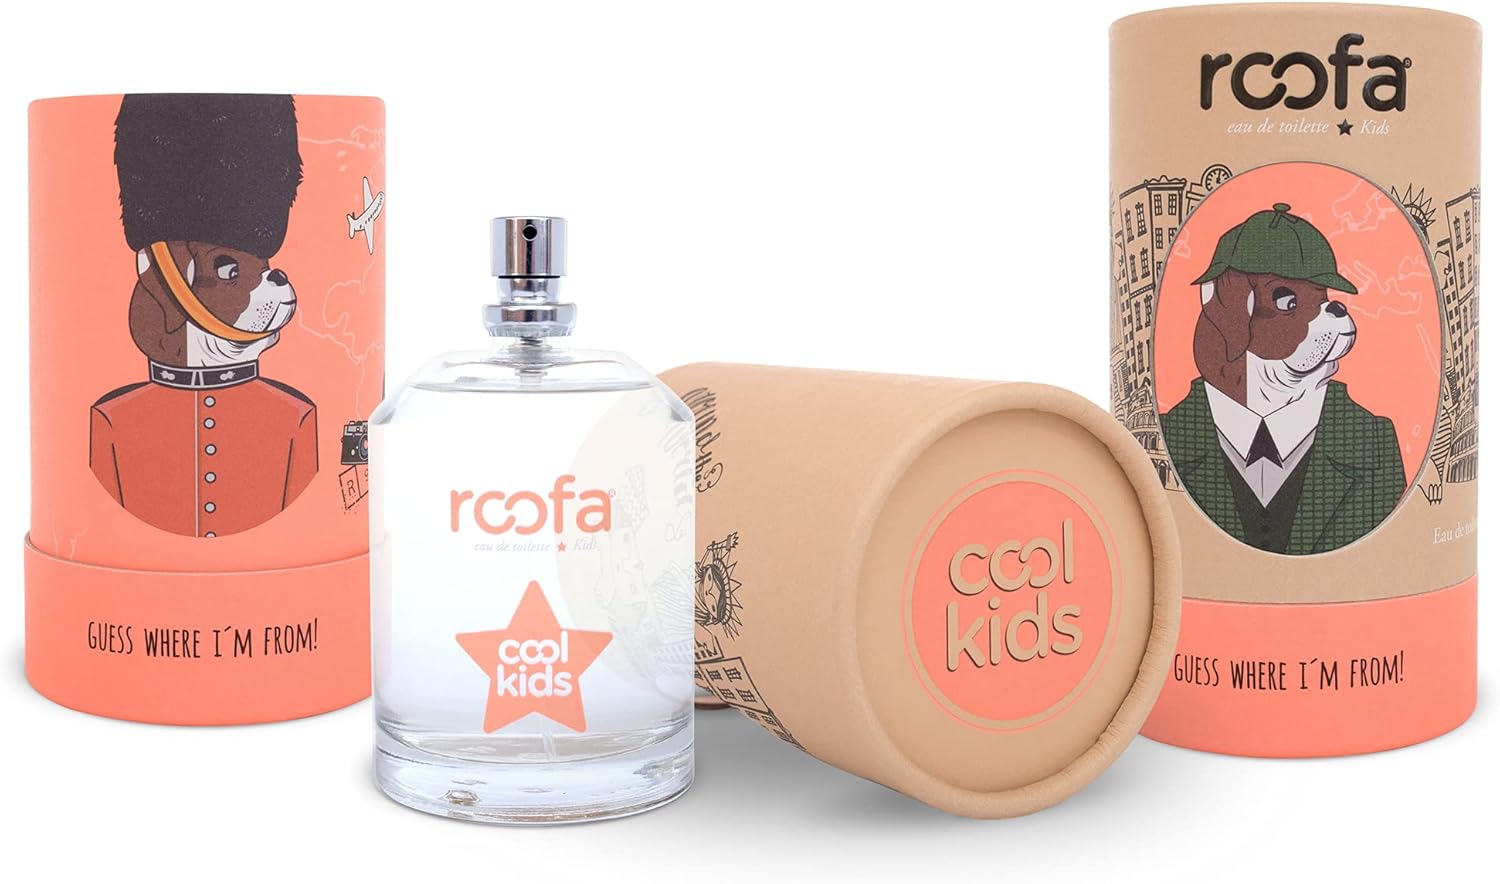 GUESS WHERE I´M FROM!
roofa®
eau de toilette ★ Kids
cool
kids
cool
kids
roofa®
eau de toilette ★ Kids
GUESS WHERE I´M FROM!